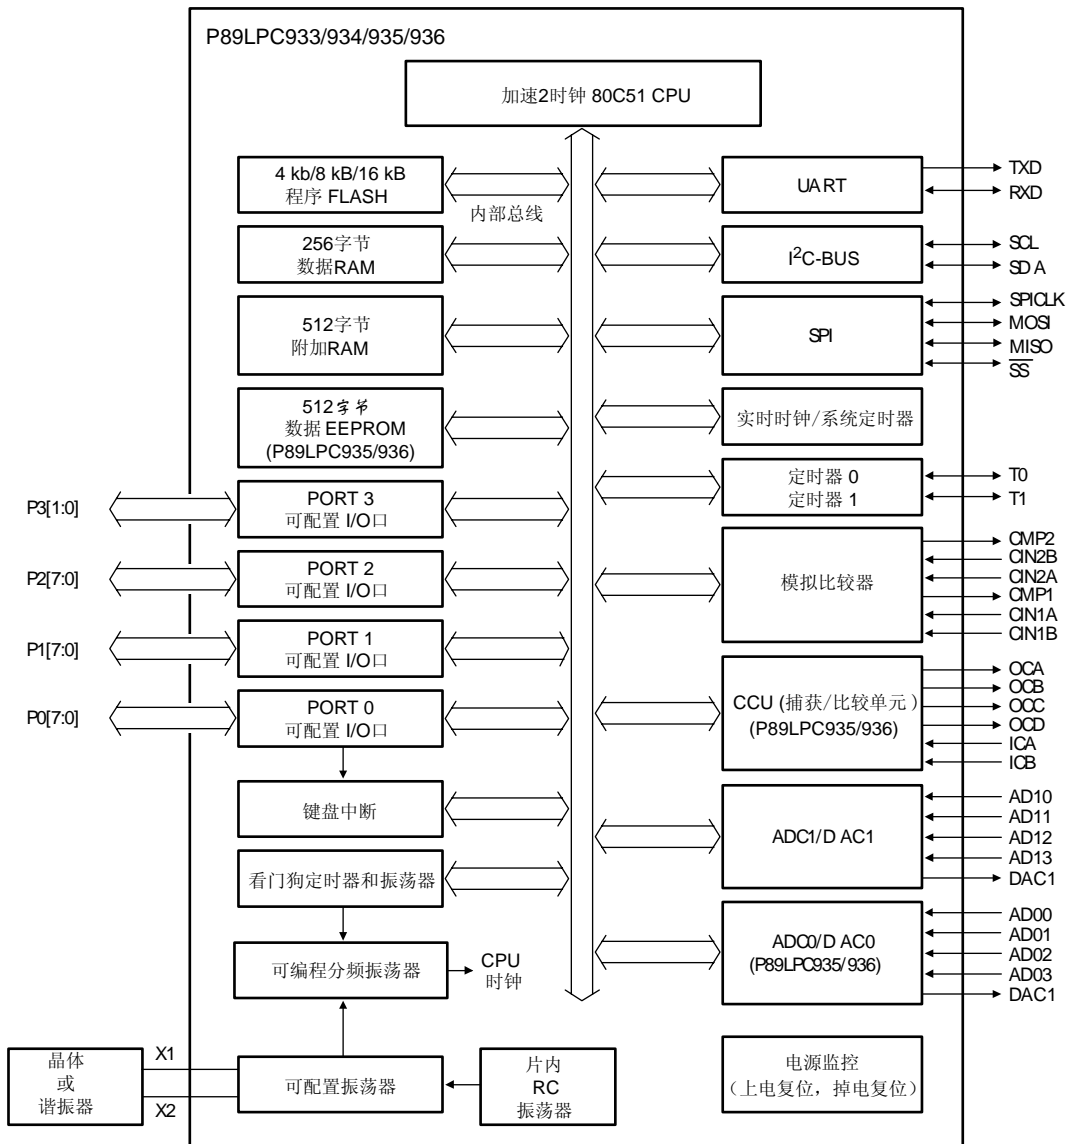 P89LPC933/934/935/936
加速2时钟 80C51 CPU
4 kb/8 kB/16 kB
程序 FLASH
内部总线
256字节
数据RAM
512字节
附加RAM
512字节
数据 EEPROM
(P89LPC935/936)
P3[1:0]
PORT 3
可配置 I/O口
P2[7:0]
PORT 2
可配置 I/O口
P1[7:0]
PORT 1
可配置 I/O口
P0[7:0]
PORT 0
可配置 I/O口
键盘中断
看门狗定时器和振荡器
可编程分频振荡器
CPU
时钟
晶体
或
谐振器
X1
X2
可配置振荡器
片内
RC
振荡器
UART
TXD
RXD
I²C-BUS
SCL
SDA
SPI
SPICLK
MOSI
MISO
S̅S̅
实时时钟/系统定时器
定时器 0
定时器 1
T0
T1
模拟比较器
CMP2
CIN2B
CIN2A
CMP1
CIN1A
CIN1B
CCU (捕获/比较单元)
(P89LPC935/936)
OCA
OCB
OCC
OCD
ICA
ICB
ADC1/DAC1
AD10
AD11
AD12
AD13
DAC1
ADC0/DAC0
(P89LPC935/936)
AD00
AD01
AD02
AD03
DAC1
电源监控
（上电复位，掉电复位）